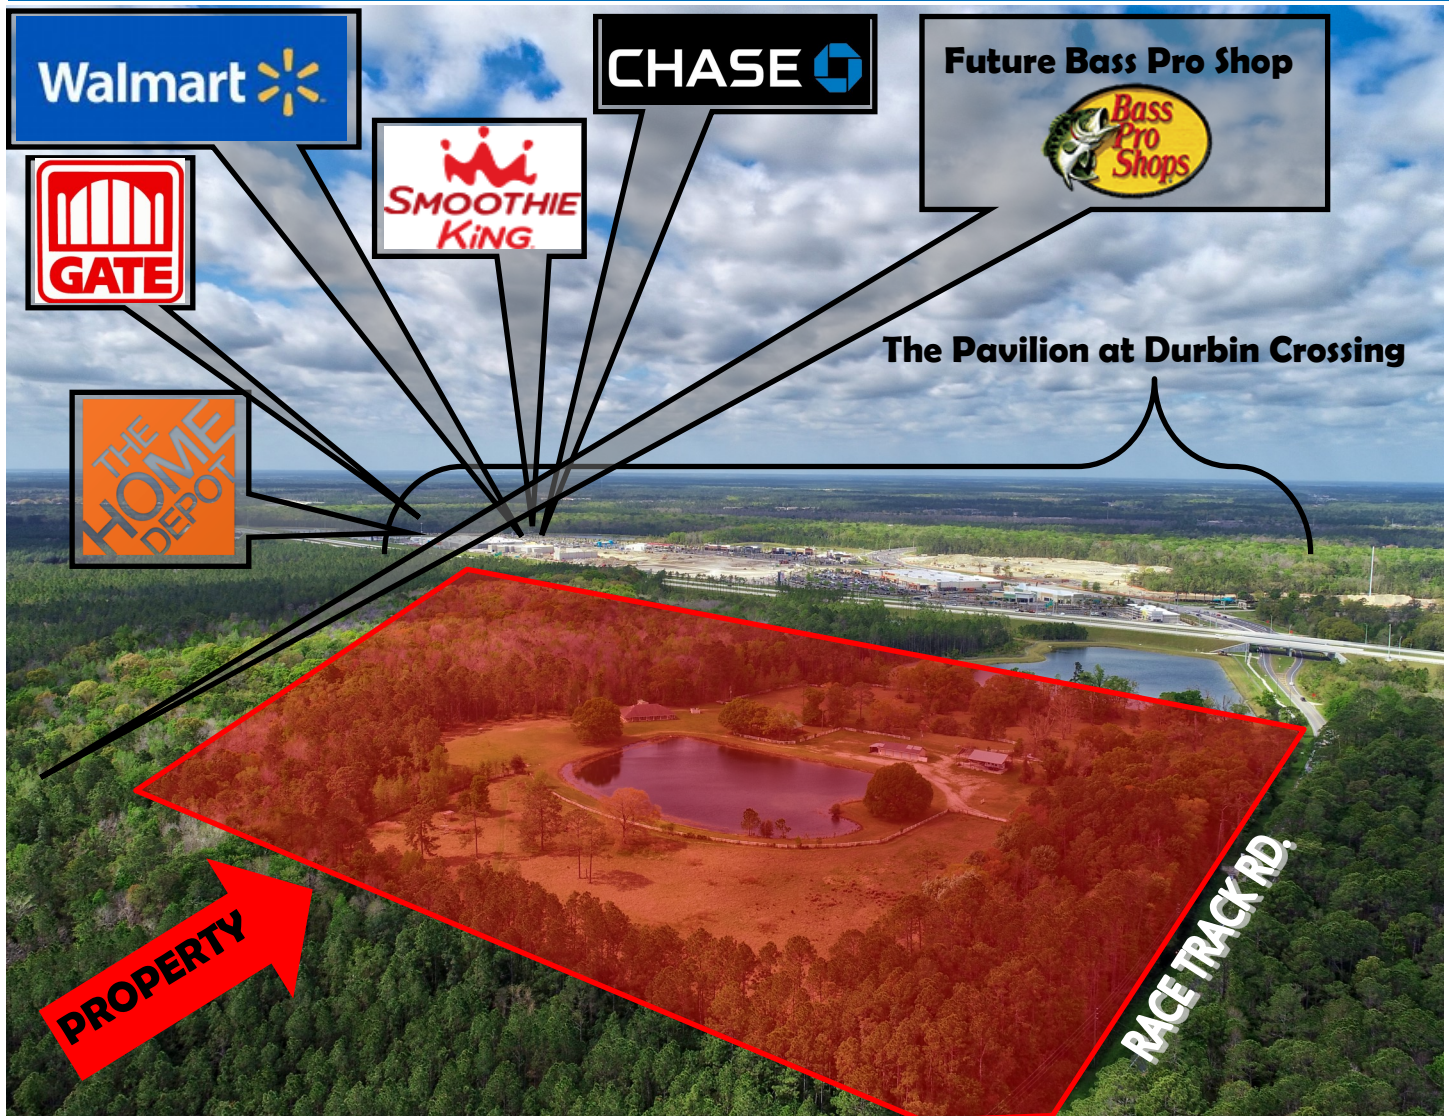 Walmart
CHASE
Future Bass Pro Shop
Bass
Pro
Shops
SMOOTHIE
KiNG
GATE
The Pavilion at Durbin Crossing
THE
HOME
DEPOT
PROPERTY
RACE TRACK RD.